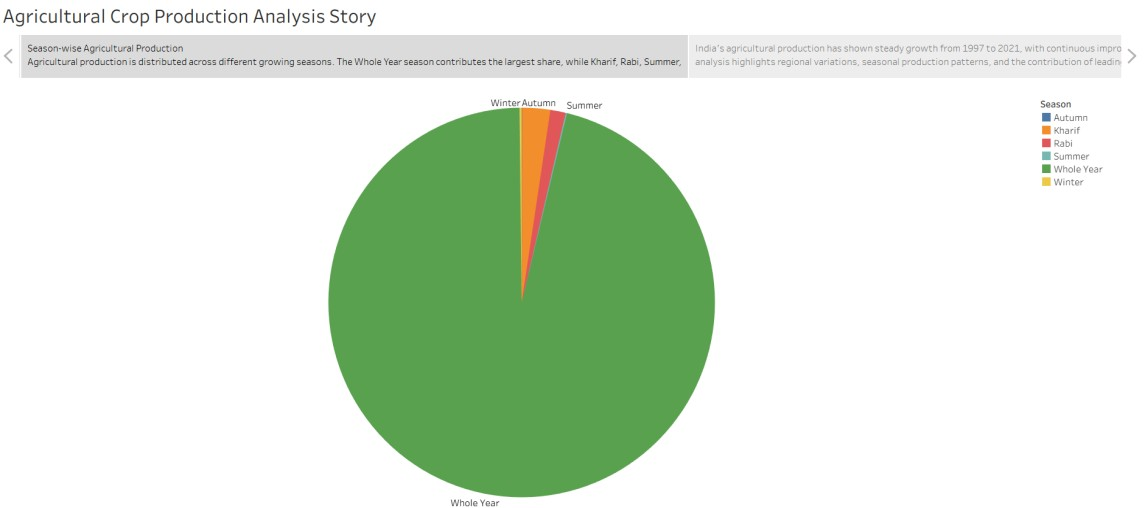 Agricultural Crop Production Analysis Story
Season-wise Agricultural Production
Agricultural production is distributed across different growing seasons. The Whole Year season contributes the largest share, while Kharif, Rabi, Summer,
India's agricultural production has shown steady growth from 1997 to 2021, with continuous impro
analysis highlights regional variations, seasonal production patterns, and the contribution of leadin
Winter Autumn Summer
Whole Year
Season
Autumn
Kharif
Rabi
Summer
Whole Year
Winter